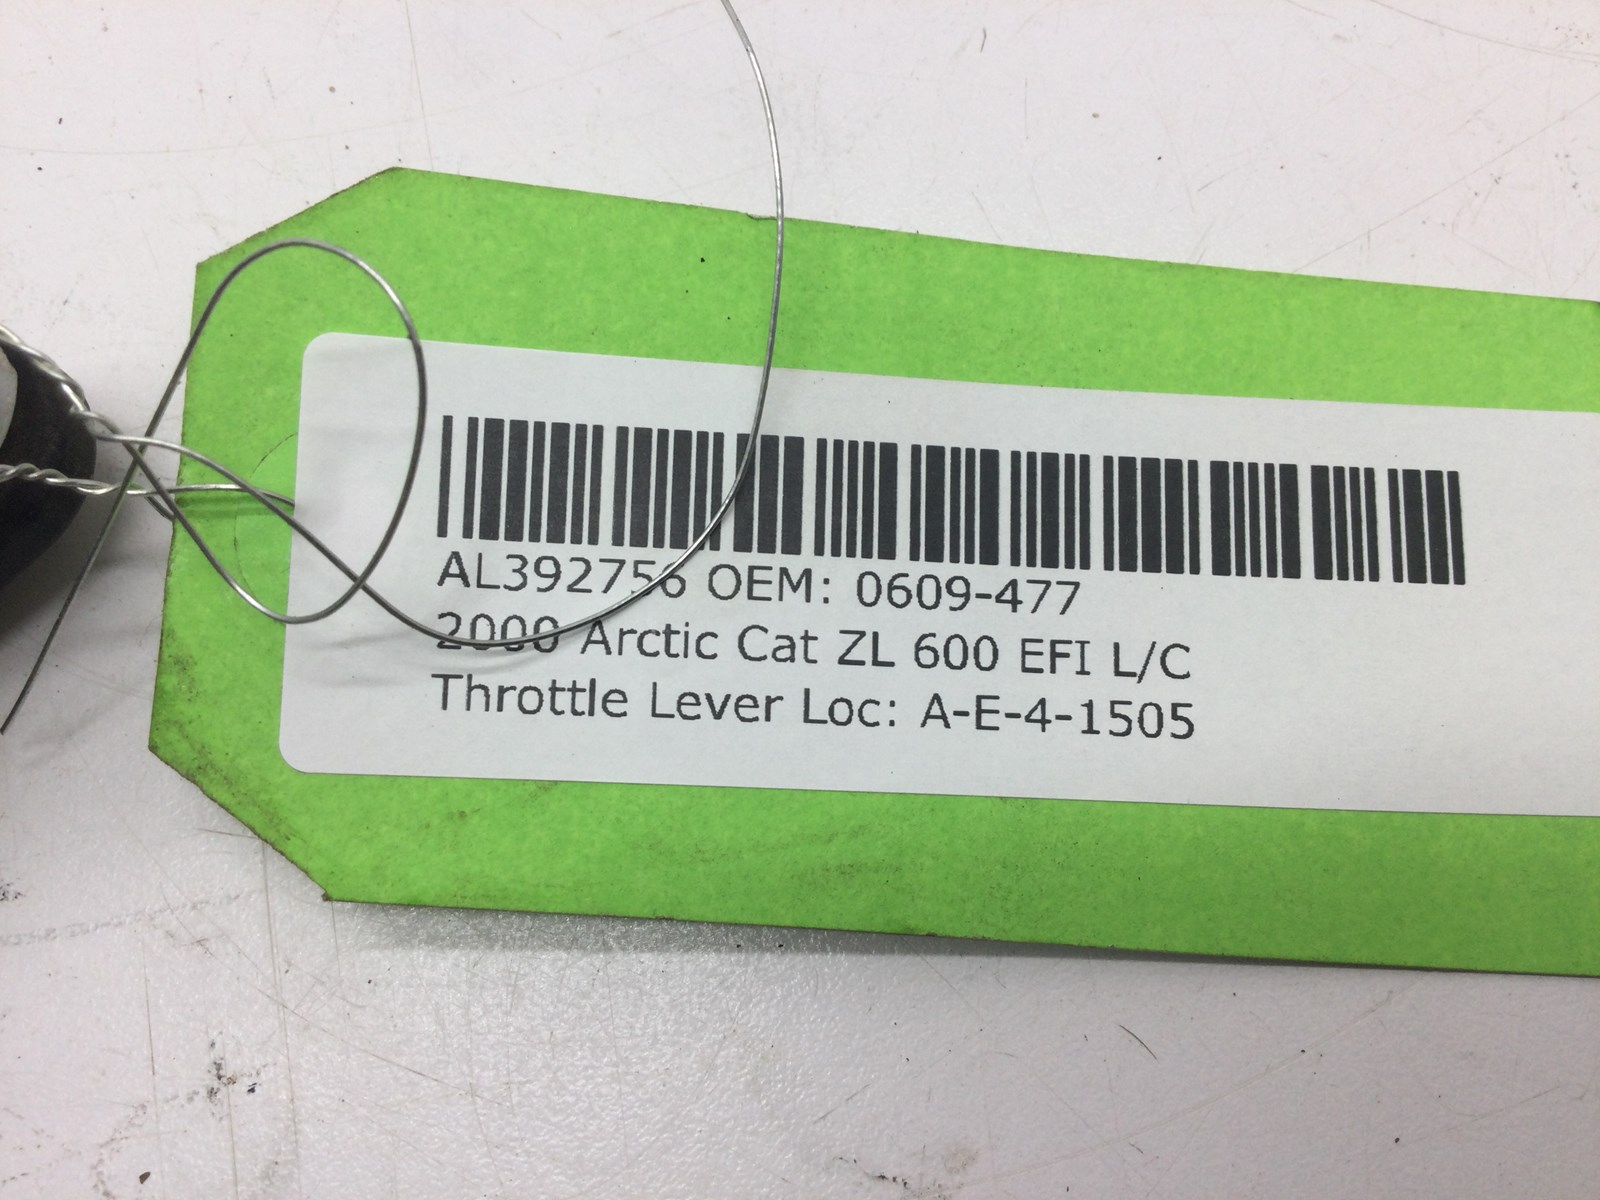 AL392756 OEM: 0609-477
2000 Arctic Cat ZL 600 EFI L/C
Throttle Lever Loc: A-E-4-1505